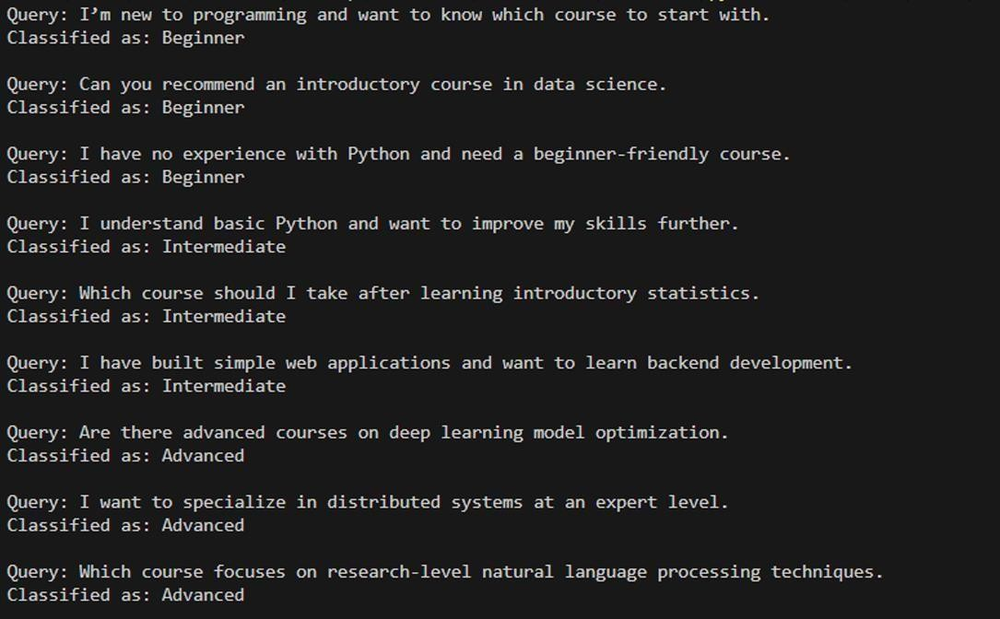 Query: I’m new to programming and want to know which course to start with.
Classified as: Beginner
Query: Can you recommend an introductory course in data science.
Classified as: Beginner
Query: I have no experience with Python and need a beginner-friendly course.
Classified as: Beginner
Query: I understand basic Python and want to improve my skills further.
Classified as: Intermediate
Query: Which course should I take after learning introductory statistics.
Classified as: Intermediate
Query: I have built simple web applications and want to learn backend development.
Classified as: Intermediate
Query: Are there advanced courses on deep learning model optimization.
Classified as: Advanced
Query: I want to specialize in distributed systems at an expert level.
Classified as: Advanced
Query: Which course focuses on research-level natural language processing techniques.
Classified as: Advanced